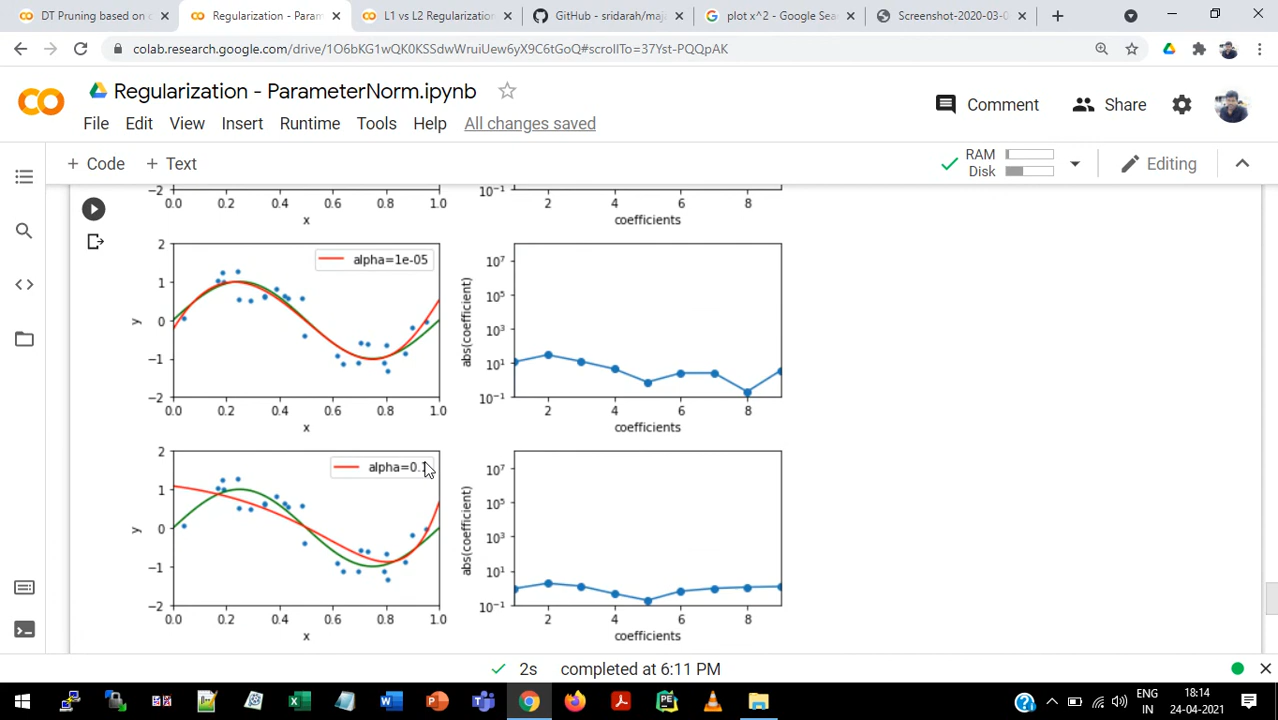 DT Pruning based on c
Regularization - Param
L1 vs L2 Regularization
GitHub - sridarah/maj
plot x^2 - Google Sea
Screenshot-2020-03-0
colab.research.google.com/drive/1O6bKG1wQK0KSSdwWruiUew6yX9C6tGoQ#scrollTo=37Yst-PQQpAK
Regularization - ParameterNorm.ipynb
Comment
Share
File Edit View Insert Runtime Tools Help All changes saved
+ Code + Text
RAM
Disk
Editing
−2 10−1
0.0 0.2 0.4 0.6 0.8 1.0 2 4 6 8
x coefficients
2
1
0
−1
−2
y
alpha=1e-05
0.0 0.2 0.4 0.6 0.8 1.0
x
abs(coefficient)
107
105
103
101
10−1
2 4 6 8
coefficients
2
1
0
−1
−2
y
alpha=0.1
0.0 0.2 0.4 0.6 0.8 1.0
x
abs(coefficient)
107
105
103
101
10−1
2 4 6 8
coefficients
2s completed at 6:11 PM
ENG
IN
18:14
24-04-2021